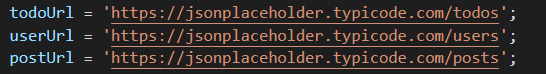 todoUrl = 'https://jsonplaceholder.typicode.com/todos';
userUrl = 'https://jsonplaceholder.typicode.com/users';
postUrl = 'https://jsonplaceholder.typicode.com/posts';